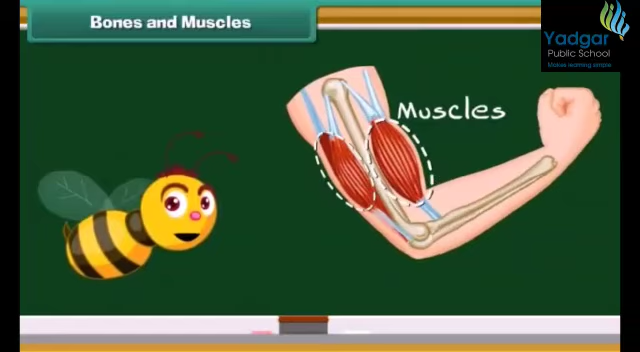 Bones and Muscles
Yadgar
Public School
Makes learning simple
Muscles